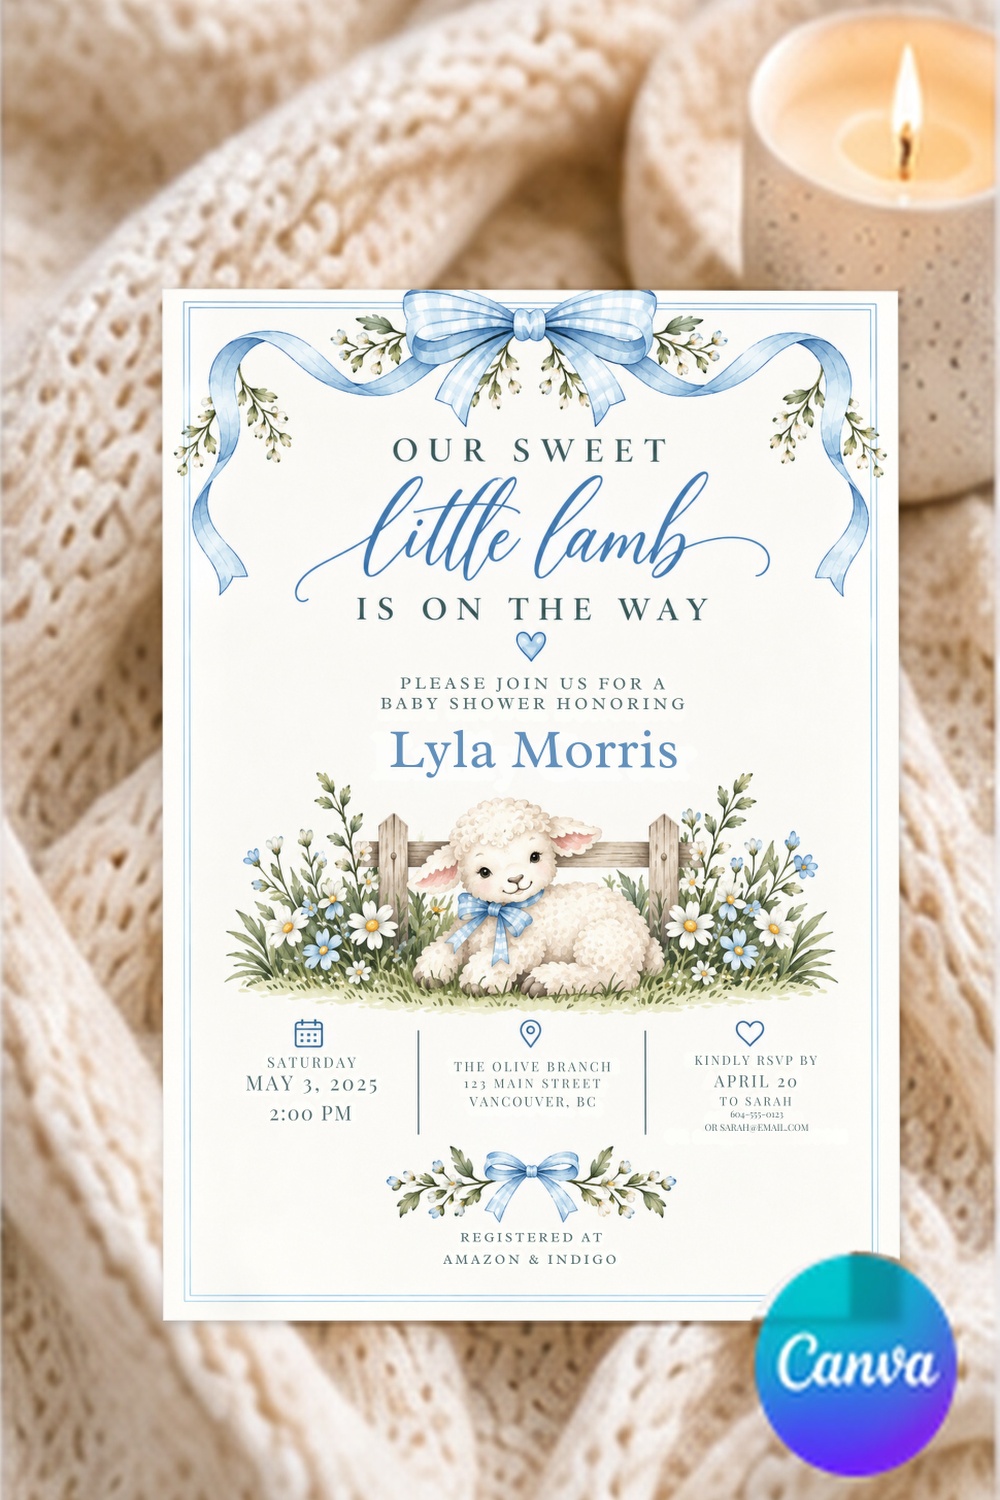 OUR SWEET
little lamb
IS ON THE WAY
PLEASE JOIN US FOR A
BABY SHOWER HONORING
Lyla Morris
SATURDAY
MAY 3, 2025
2:00 PM
THE OLIVE BRANCH
123 MAIN STREET
VANCOUVER, BC
KINDLY RSVP BY
APRIL 20
TO SARAH
604-555-0123
OR SARAH@EMAIL.COM
REGISTERED AT
AMAZON & INDIGO
Canva